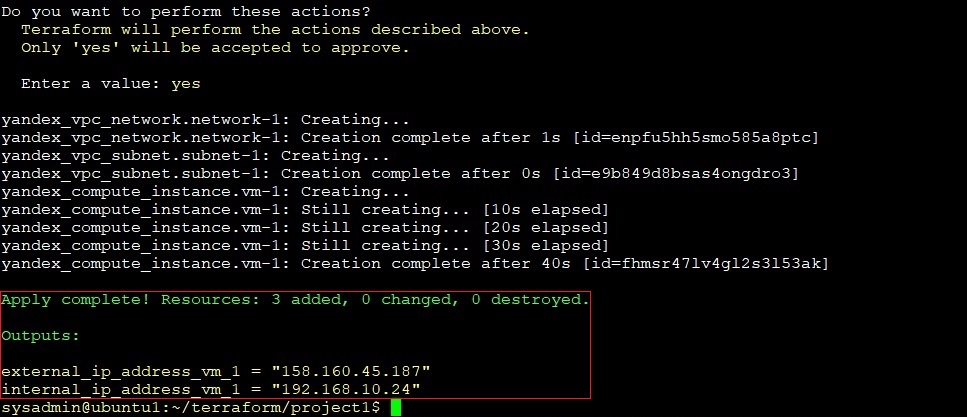 Do you want to perform these actions?
  Terraform will perform the actions described above.
  Only 'yes' will be accepted to approve.

  Enter a value: yes

yandex_vpc_network.network-1: Creating...
yandex_vpc_network.network-1: Creation complete after 1s [id=enpfu5hh5smo585a8ptc]
yandex_vpc_subnet.subnet-1: Creating...
yandex_vpc_subnet.subnet-1: Creation complete after 0s [id=e9b849d8bsas4ongdro3]
yandex_compute_instance.vm-1: Creating...
yandex_compute_instance.vm-1: Still creating... [10s elapsed]
yandex_compute_instance.vm-1: Still creating... [20s elapsed]
yandex_compute_instance.vm-1: Still creating... [30s elapsed]
yandex_compute_instance.vm-1: Creation complete after 40s [id=fhmsr47lv4gl2s3l53ak]

Apply complete! Resources: 3 added, 0 changed, 0 destroyed.

Outputs:

external_ip_address_vm_1 = "158.160.45.187"
internal_ip_address_vm_1 = "192.168.10.24"
sysadmin@ubuntu1:~/terraform/project1$